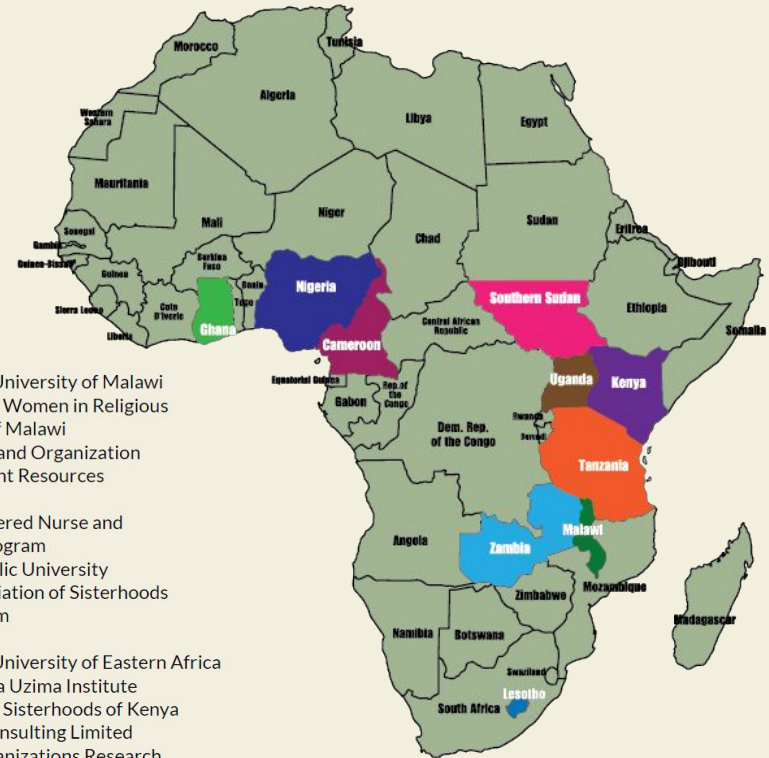 Morocco
Tunisia
Algeria
Libya
Egypt
Western
Sahara
Mauritania
Mali
Niger
Chad
Sudan
Eritrea
Djibouti
Senegal
Gambia
Guinea-Bissau
Guinea
Burkina
Faso
Benin
Nigeria
Southern Sudan
Ethiopia
Somalia
Sierra Leone
Cote
D'Ivorie
Togo
Ghana
Liberia
Central African
Republic
Cameroon
Equatorial Guinea
Gabon
Rep.of
the
Congo
Uganda
Kenya
Rwanda
Burundi
Dem. Rep.
of the Congo
Tanzania
Angola
Zambia
Malawi
Mozambique
Zimbabwe
Madagascar
Namibia
Botswana
Swaziland
Lesotho
South Africa
University of Malawi
Women in Religious
Malawi
and Organization
nt Resources
ered Nurse and
ogram
lic University
iation of Sisterhoods
m
University of Eastern Africa
a Uzima Institute
Sisterhoods of Kenya
onsulting Limited
anizations Research